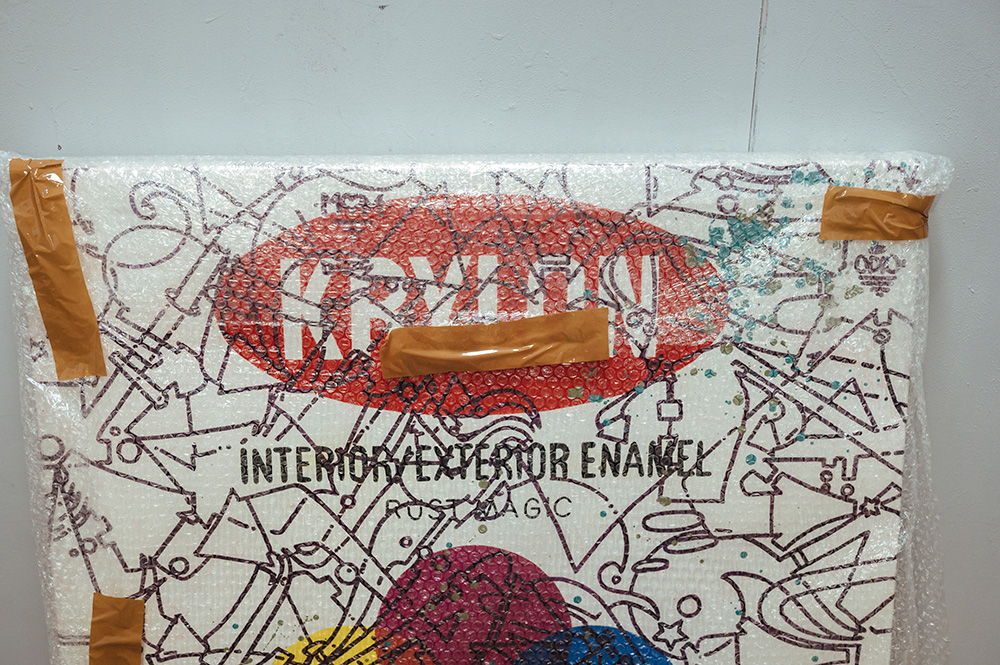 KRYLON
INTERIOR/EXTERIOR ENAMEL
RUST MAGIC